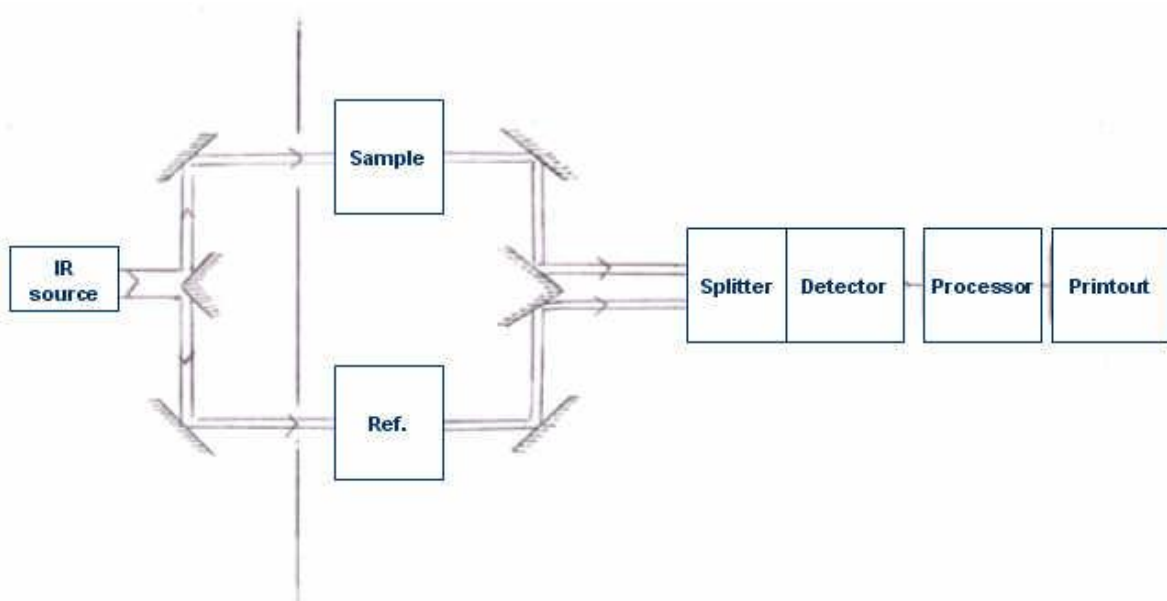 Sample
IR
source
Splitter
Detector
Processor
Printout
Ref.